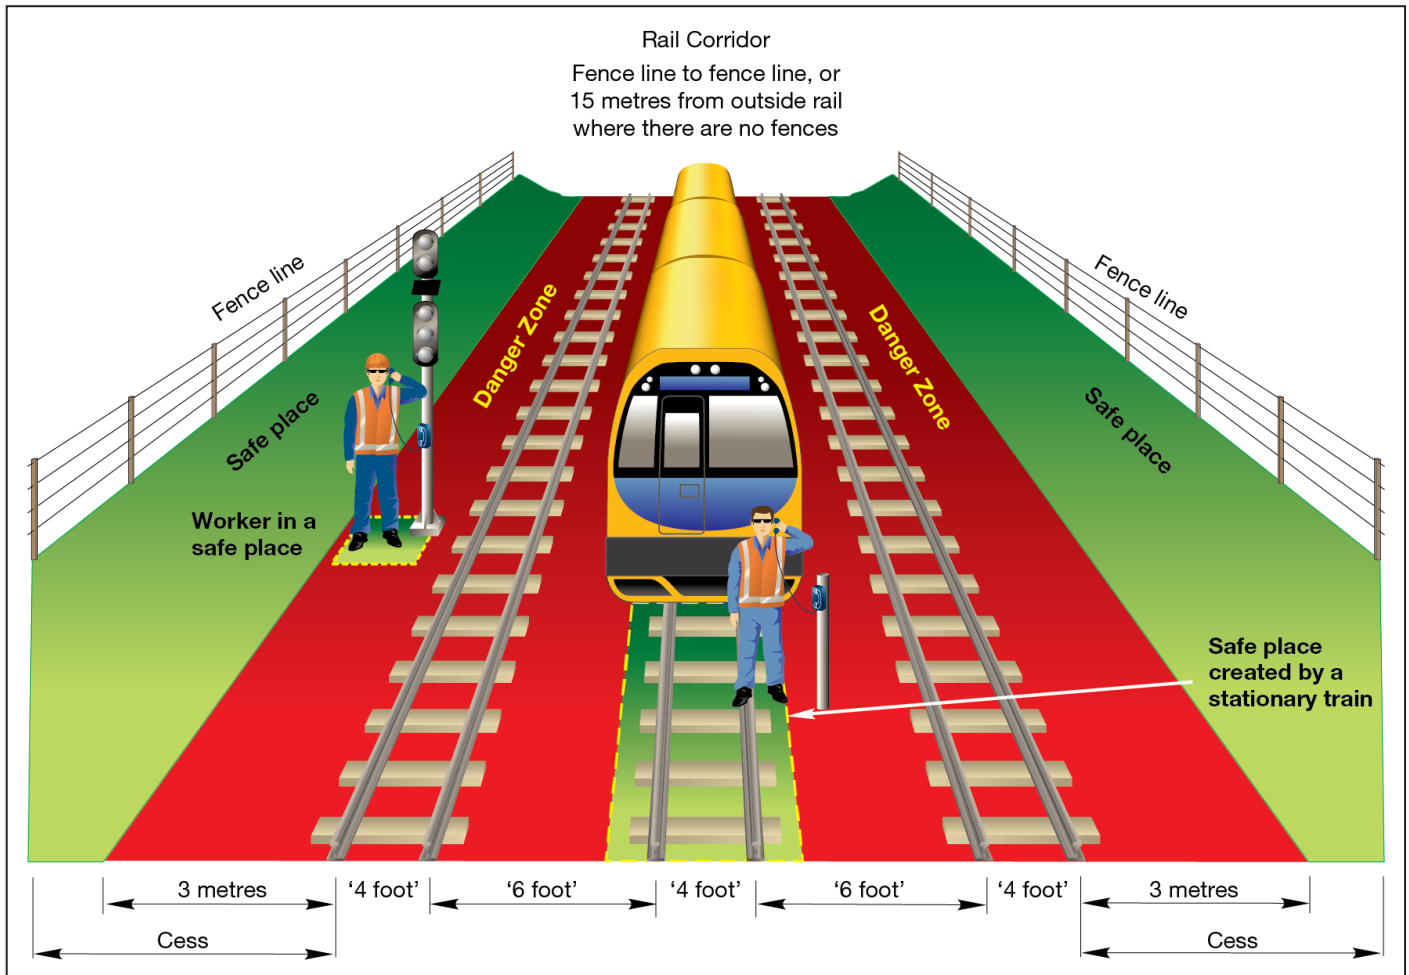 Rail Corridor
Fence line to fence line, or
15 metres from outside rail
where there are no fences
Fence line
Fence line
Danger Zone
Danger Zone
Safe place
Safe place
Worker in a
safe place
Safe place
created by a
stationary train
3 metres
‘4 foot’
‘6 foot’
‘4 foot’
‘6 foot’
‘4 foot’
3 metres
Cess
Cess